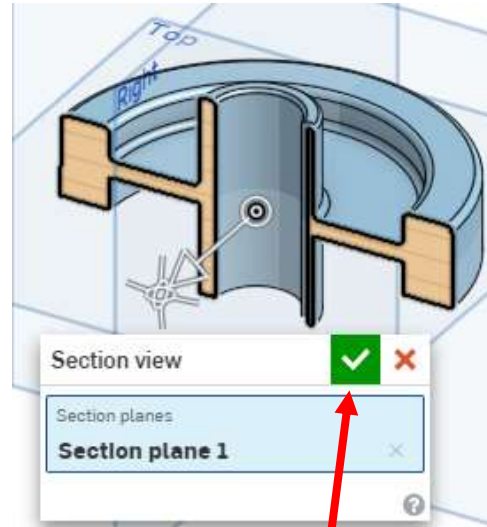 Top
Right
Section view
Section planes
Section plane 1